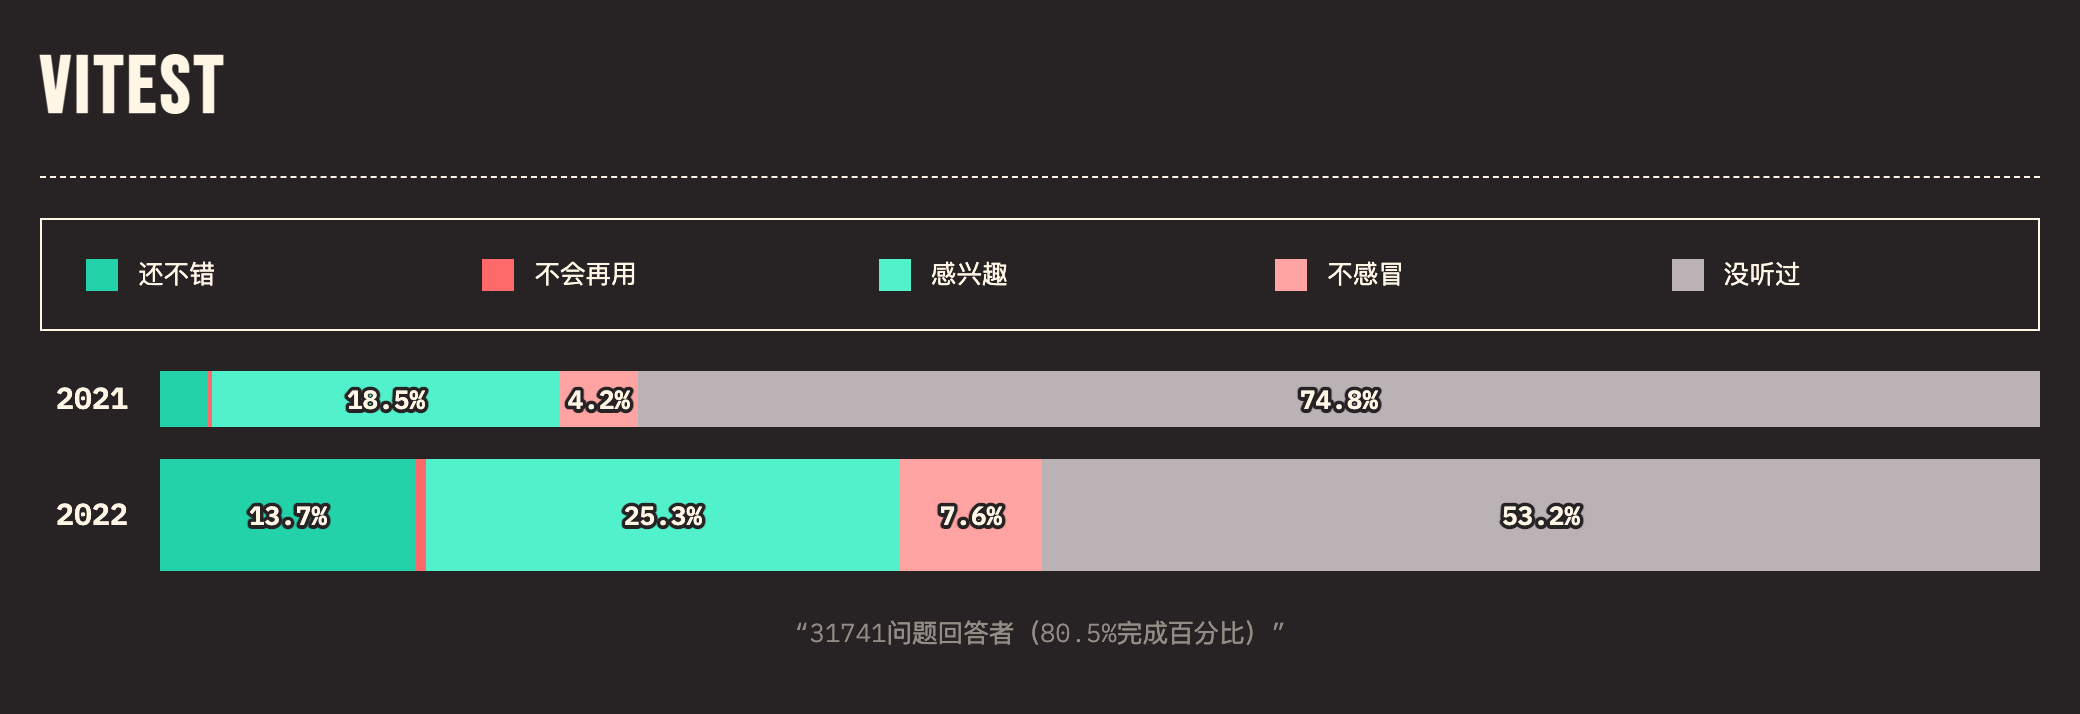 VITEST
还不错 不会再用 感兴趣 不感冒 没听过
2021 18.5% 4.2% 74.8%
2022 13.7% 25.3% 7.6% 53.2%
“31741问题回答者（80.5%完成百分比）”